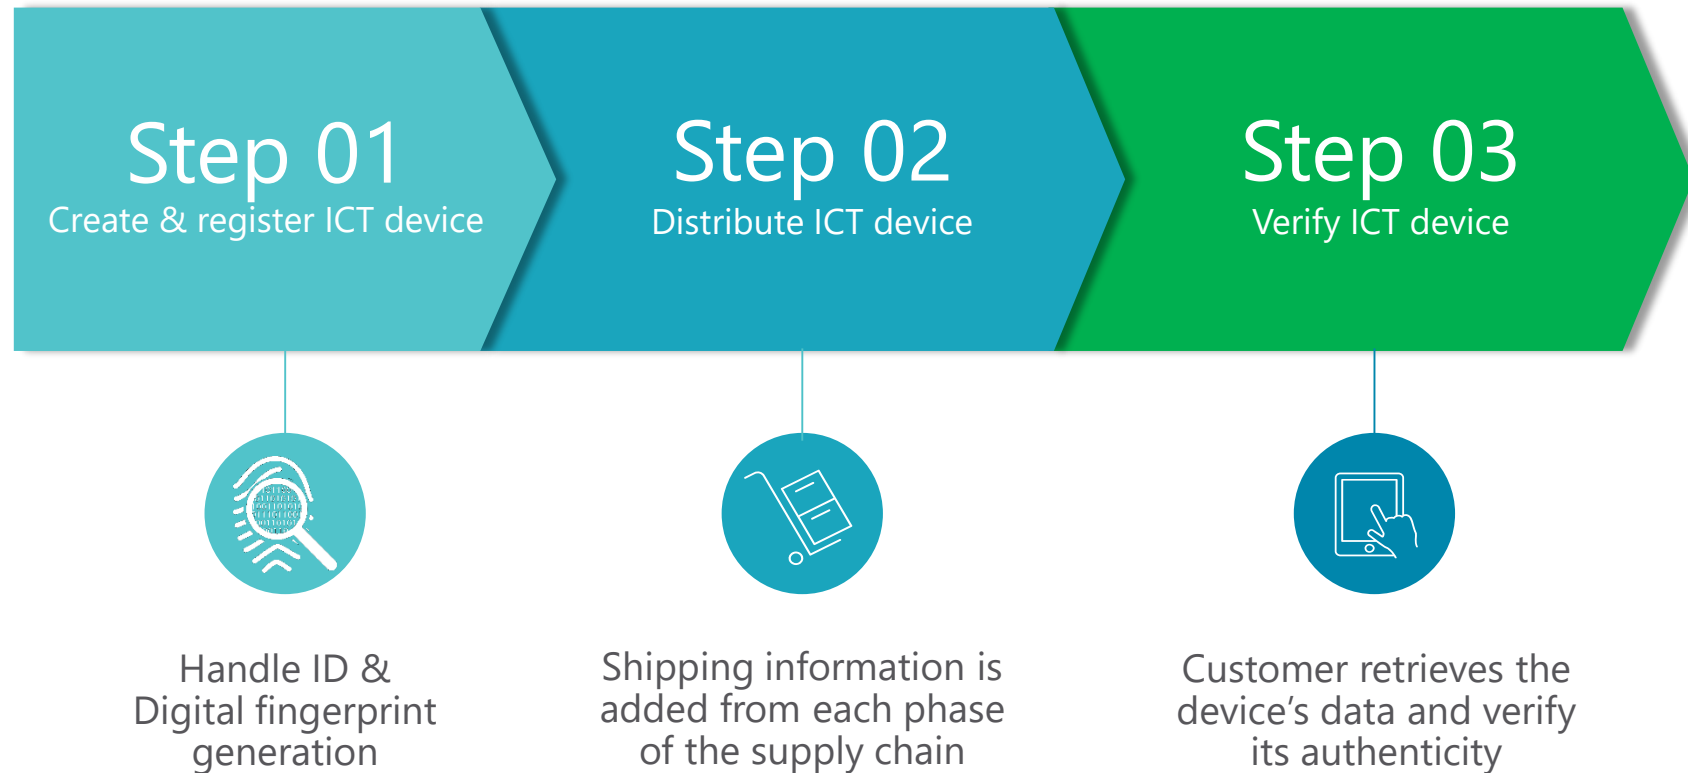 Step 01
Create & register ICT device
Step 02
Distribute ICT device
Step 03
Verify ICT device
Handle ID &
Digital fingerprint
generation
Shipping information is
added from each phase
of the supply chain
Customer retrieves the
device’s data and verify
its authenticity